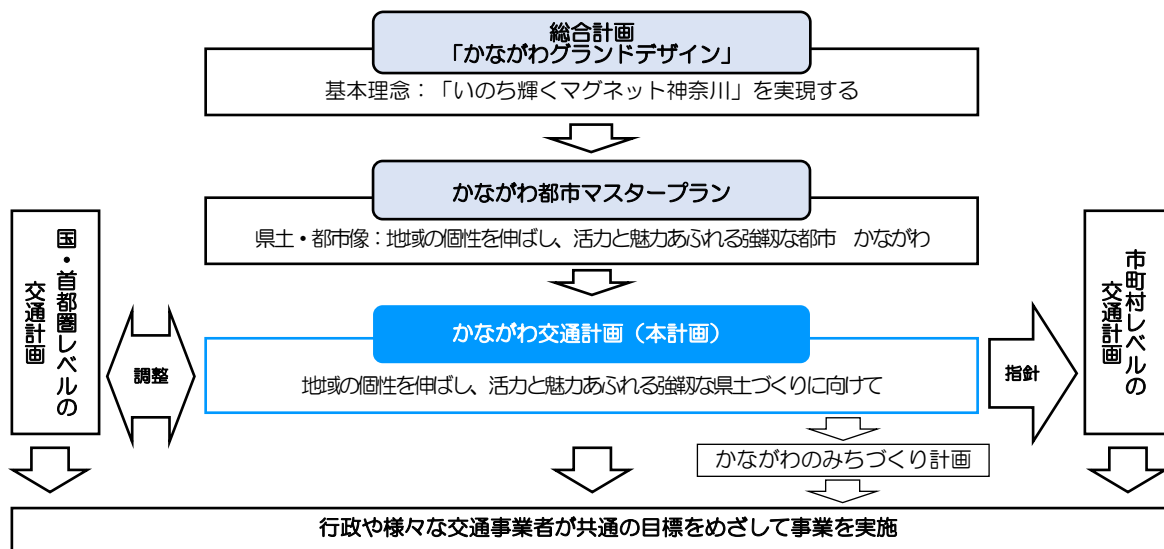 総合計画
「かながわグランドデザイン」
基本理念：「いのち輝くマグネット神奈川」を実現する
かながわ都市マスタープラン
県土・都市像：地域の個性を伸ばし、活力と魅力あふれる強靱な都市　かながわ
国・首都圏レベルの
交通計画
調整
かながわ交通計画（本計画）
地域の個性を伸ばし、活力と魅力あふれる強靱な県土づくりに向けて
指針
市町村レベルの
交通計画
かながわのみちづくり計画
行政や様々な交通事業者が共通の目標をめざして事業を実施